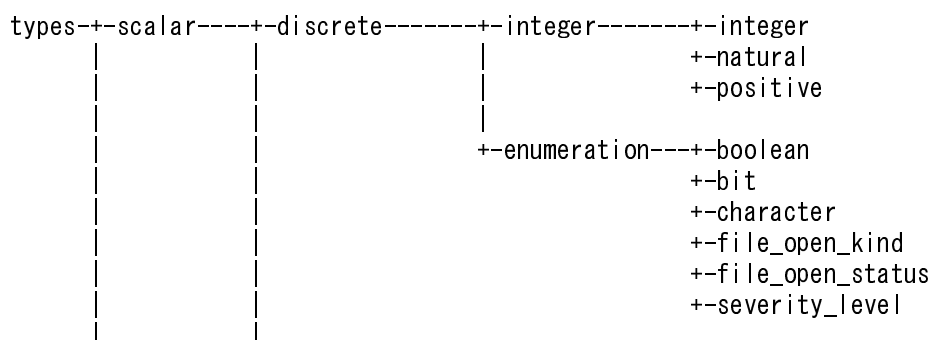 types-+-scalar----+-discrete-------+-integer-------+-integer
      |           |                |               +-natural
      |           |                |               +-positive
      |           |                |
      |           |                +-enumeration---+-boolean
      |           |                                +-bit
      |           |                                +-character
      |           |                                +-file_open_kind
      |           |                                +-file_open_status
      |           |                                +-severity_level
      |           |